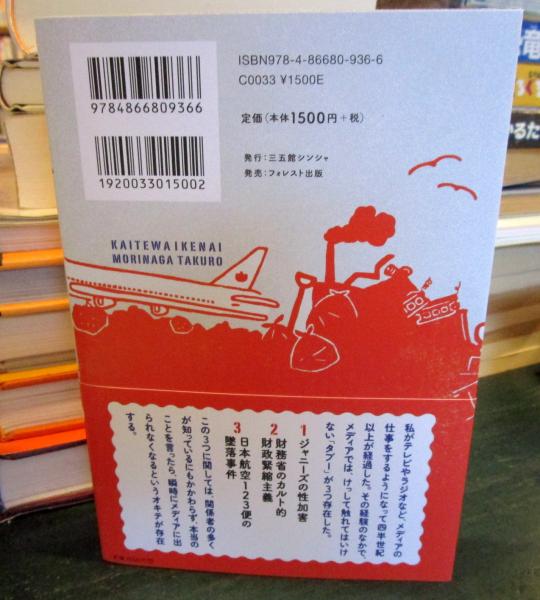 ISBN978-4-86680-936-6
C0033 ¥1500E
9784866809366
定価(本体1500円+税)
1920033015002
発行:三五館シンシャ
発売:フォレスト出版
KAITEWAIKENAI
MORINAGA TAKURO
私がテレビやラジオなど、メディアの
仕事をするようになって四半世紀
以上が経過した。その経験のなかで、
メディアでは、けっして触れてはいけ
ない「タブー」が3つ存在した。
1 ジャニーズの性加害
2 財務省のカルト的
財政緊縮主義
3 日本航空123便の
墜落事件
この3つに関しては、関係者の多く
が知っているにもかかわらず、本当の
ことを言ったら、瞬時にメディアに出
られなくなるというオキテが存在
する。